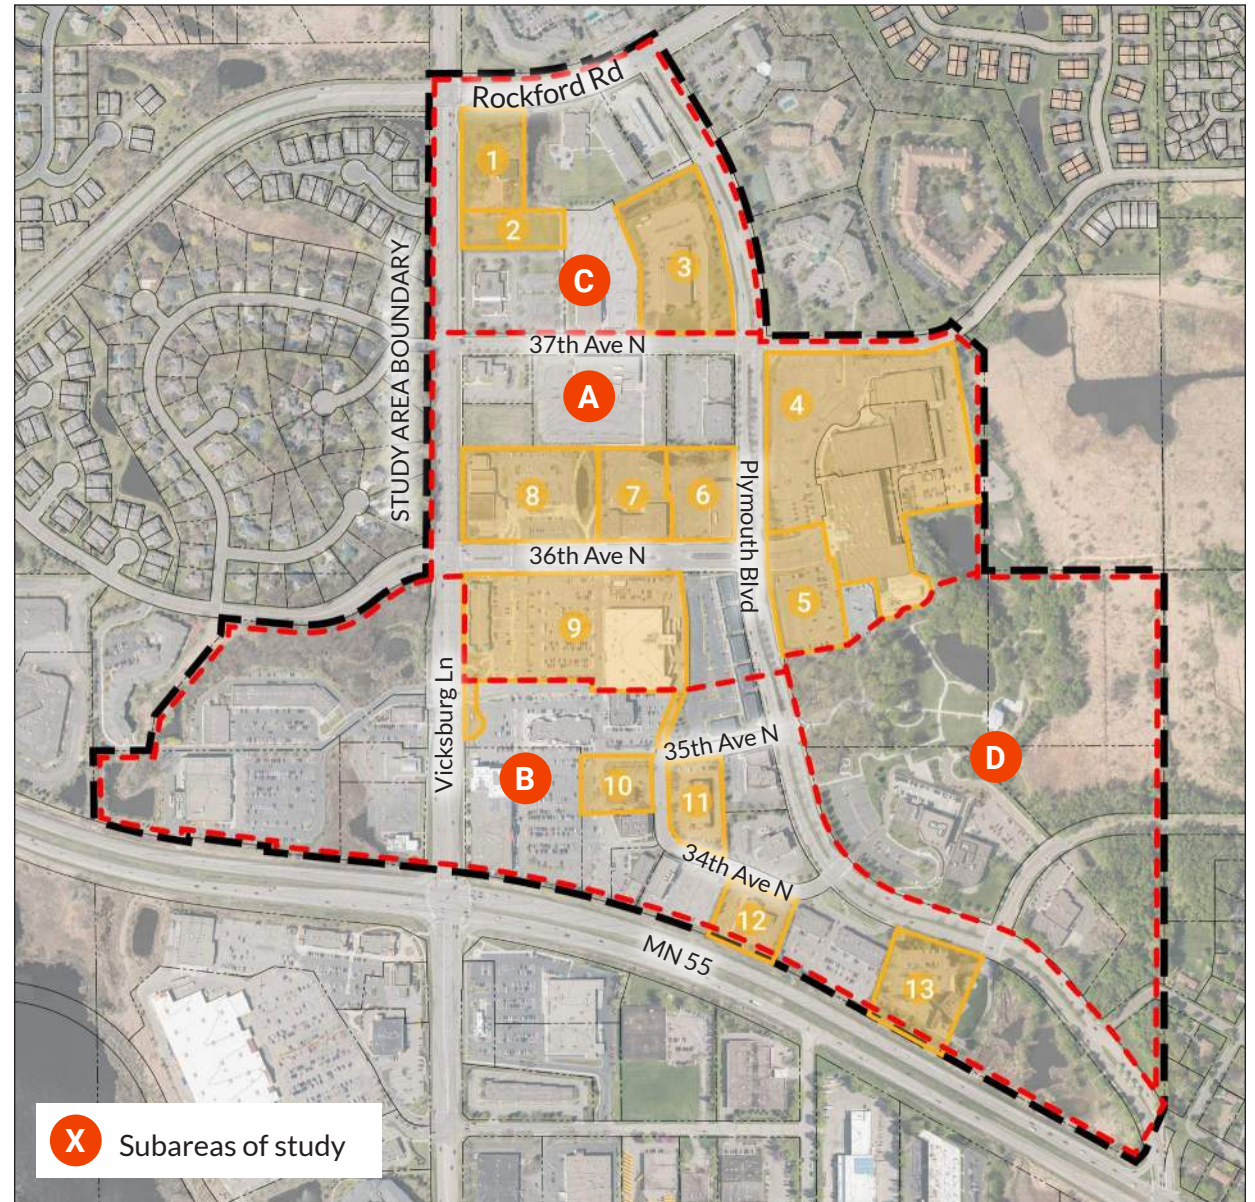 Rockford Rd
1
2
3
C
STUDY AREA BOUNDARY
37th Ave N
A
4
Plymouth Blvd
8
7
6
36th Ave N
5
9
Vicksburg Ln
35th Ave N
D
B
10
11
34th Ave N
12
MN 55
13
X Subareas of study